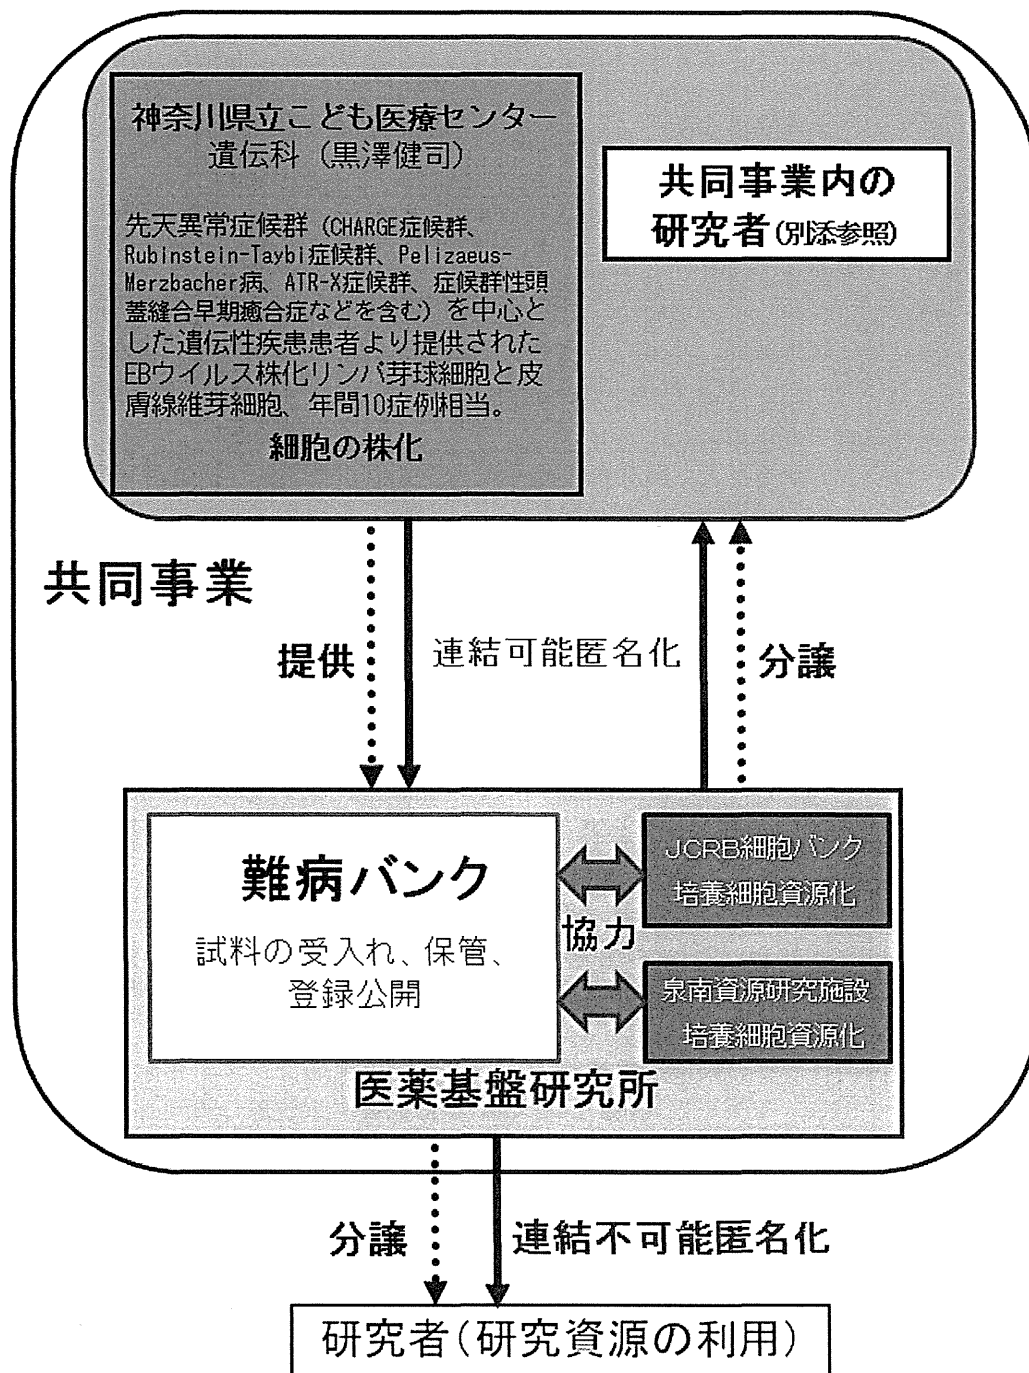 神奈川県立こども医療センター
遺伝科（黒澤健司）
先天異常症候群（CHARGE症候群、
Rubinstein-Taybi症候群、Pelizaeus-
Merzbacher病、ATR-X症候群、症候群性頭
蓋縫合早期癒合症などを含む）を中心と
した遺伝性疾患患者より提供された
EBウイルス株化リンパ芽球細胞と皮
膚線維芽細胞、年間10症例相当。
細胞の株化
共同事業内の
研究者（別添参照）
共同事業
提供
連結可能匿名化
分譲
難病バンク
試料の受入れ、保管、
登録公開
協力
JCRB細胞バンク
培養細胞資源化
泉南資源研究施設
培養細胞資源化
医薬基盤研究所
分譲
連結不可能匿名化
研究者（研究資源の利用）